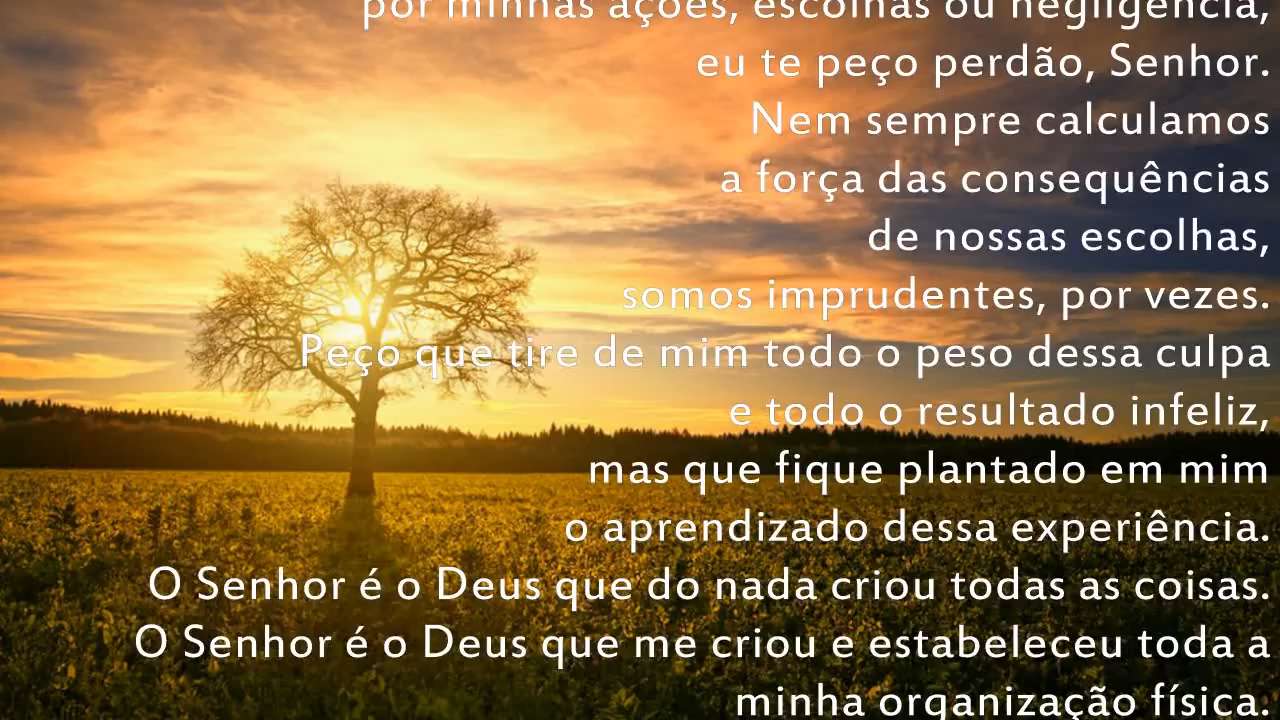 por minhas ações, escolhas ou negligência,
eu te peço perdão, Senhor.
Nem sempre calculamos
a força das consequências
de nossas escolhas,
somos imprudentes, por vezes.
Peço que tire de mim todo o peso dessa culpa
e todo o resultado infeliz,
mas que fique plantado em mim
o aprendizado dessa experiência.
O Senhor é o Deus que do nada criou todas as coisas.
O Senhor é o Deus que me criou e estabeleceu toda a
minha organização física.